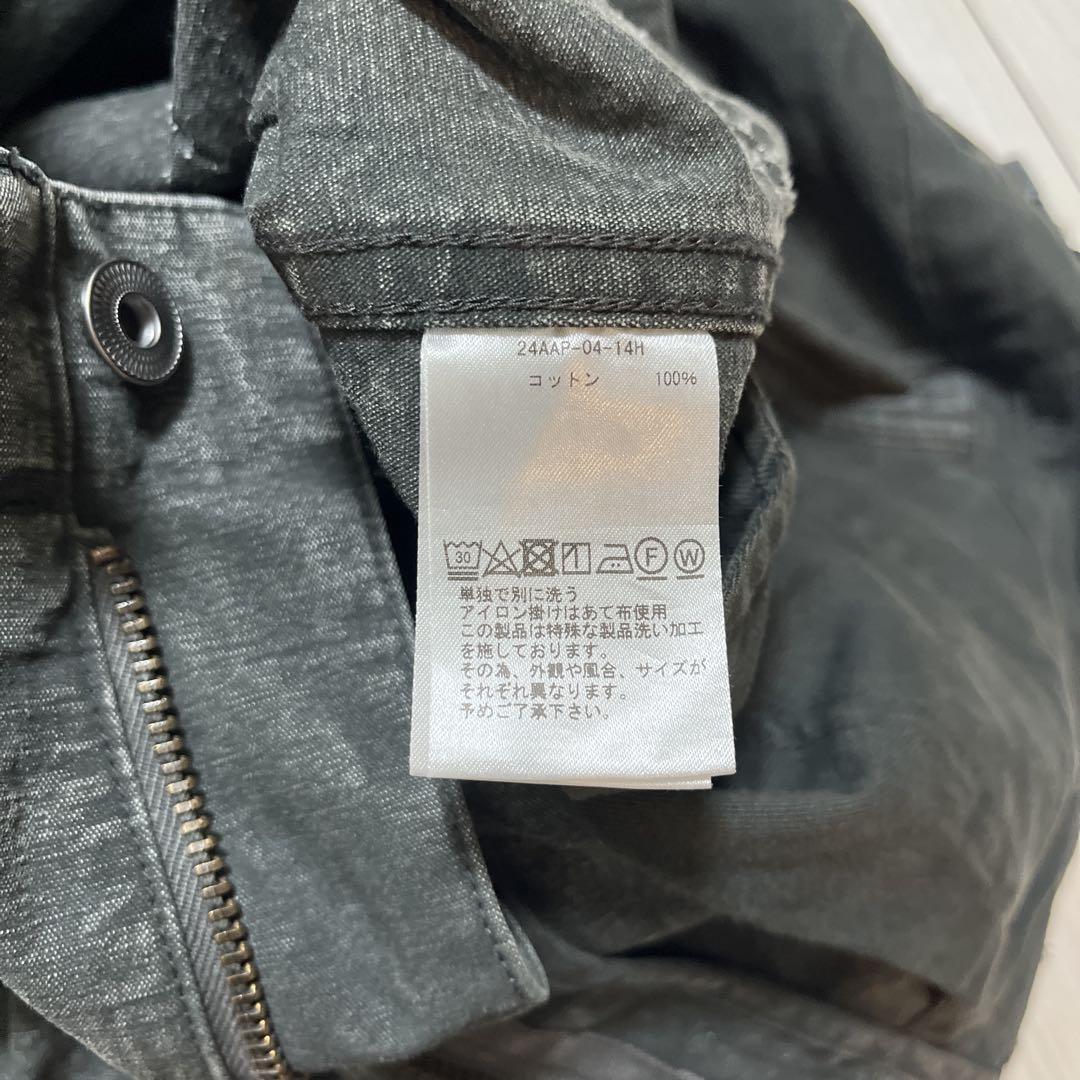 24AAP-04-14H
コットン 100%
30 F W
単独で別に洗う
アイロン掛けはあて布使用
この製品は特殊な製品洗い加工
を施しております。
その為、外観や風合、サイズが
それぞれ異なります。
予めご了承下さい。